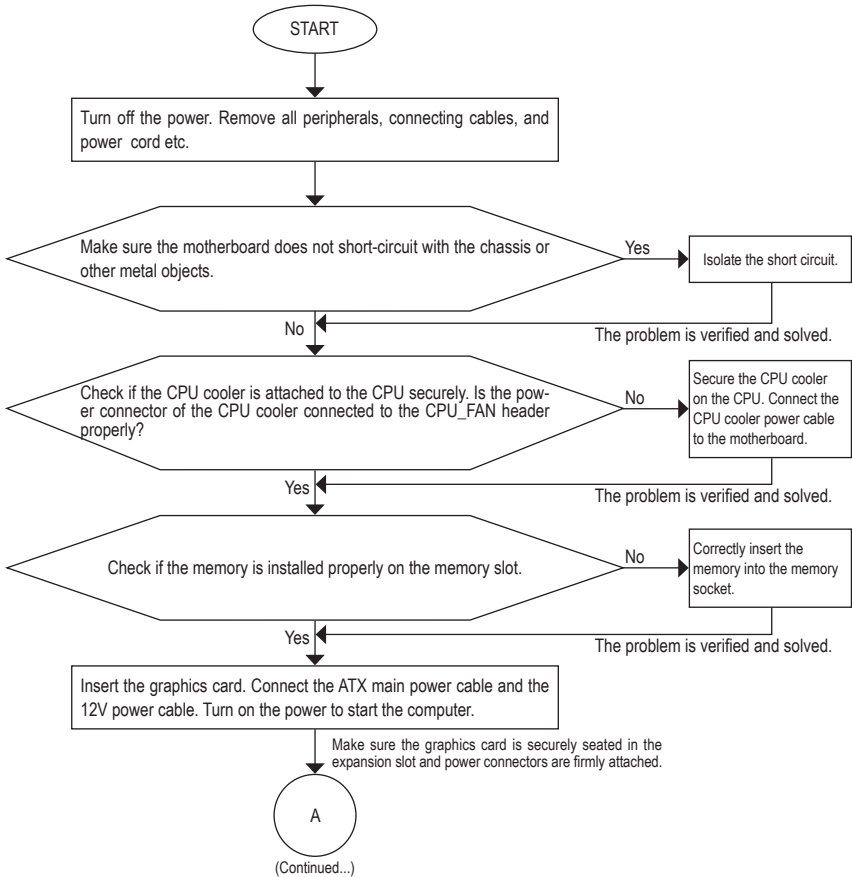 START
Turn off the power. Remove all peripherals, connecting cables, and
power cord etc.
Make sure the motherboard does not short-circuit with the chassis or
other metal objects.
Yes
Isolate the short circuit.
No
The problem is verified and solved.
Check if the CPU cooler is attached to the CPU securely. Is the pow-
er connector of the CPU cooler connected to the CPU_FAN header
properly?
No
Secure the CPU cooler
on the CPU. Connect the
CPU cooler power cable
to the motherboard.
Yes
The problem is verified and solved.
Check if the memory is installed properly on the memory slot.
No
Correctly insert the
memory into the memory
socket.
Yes
The problem is verified and solved.
Insert the graphics card. Connect the ATX main power cable and the
12V power cable. Turn on the power to start the computer.
Make sure the graphics card is securely seated in the
expansion slot and power connectors are firmly attached.
A
(Continued...)